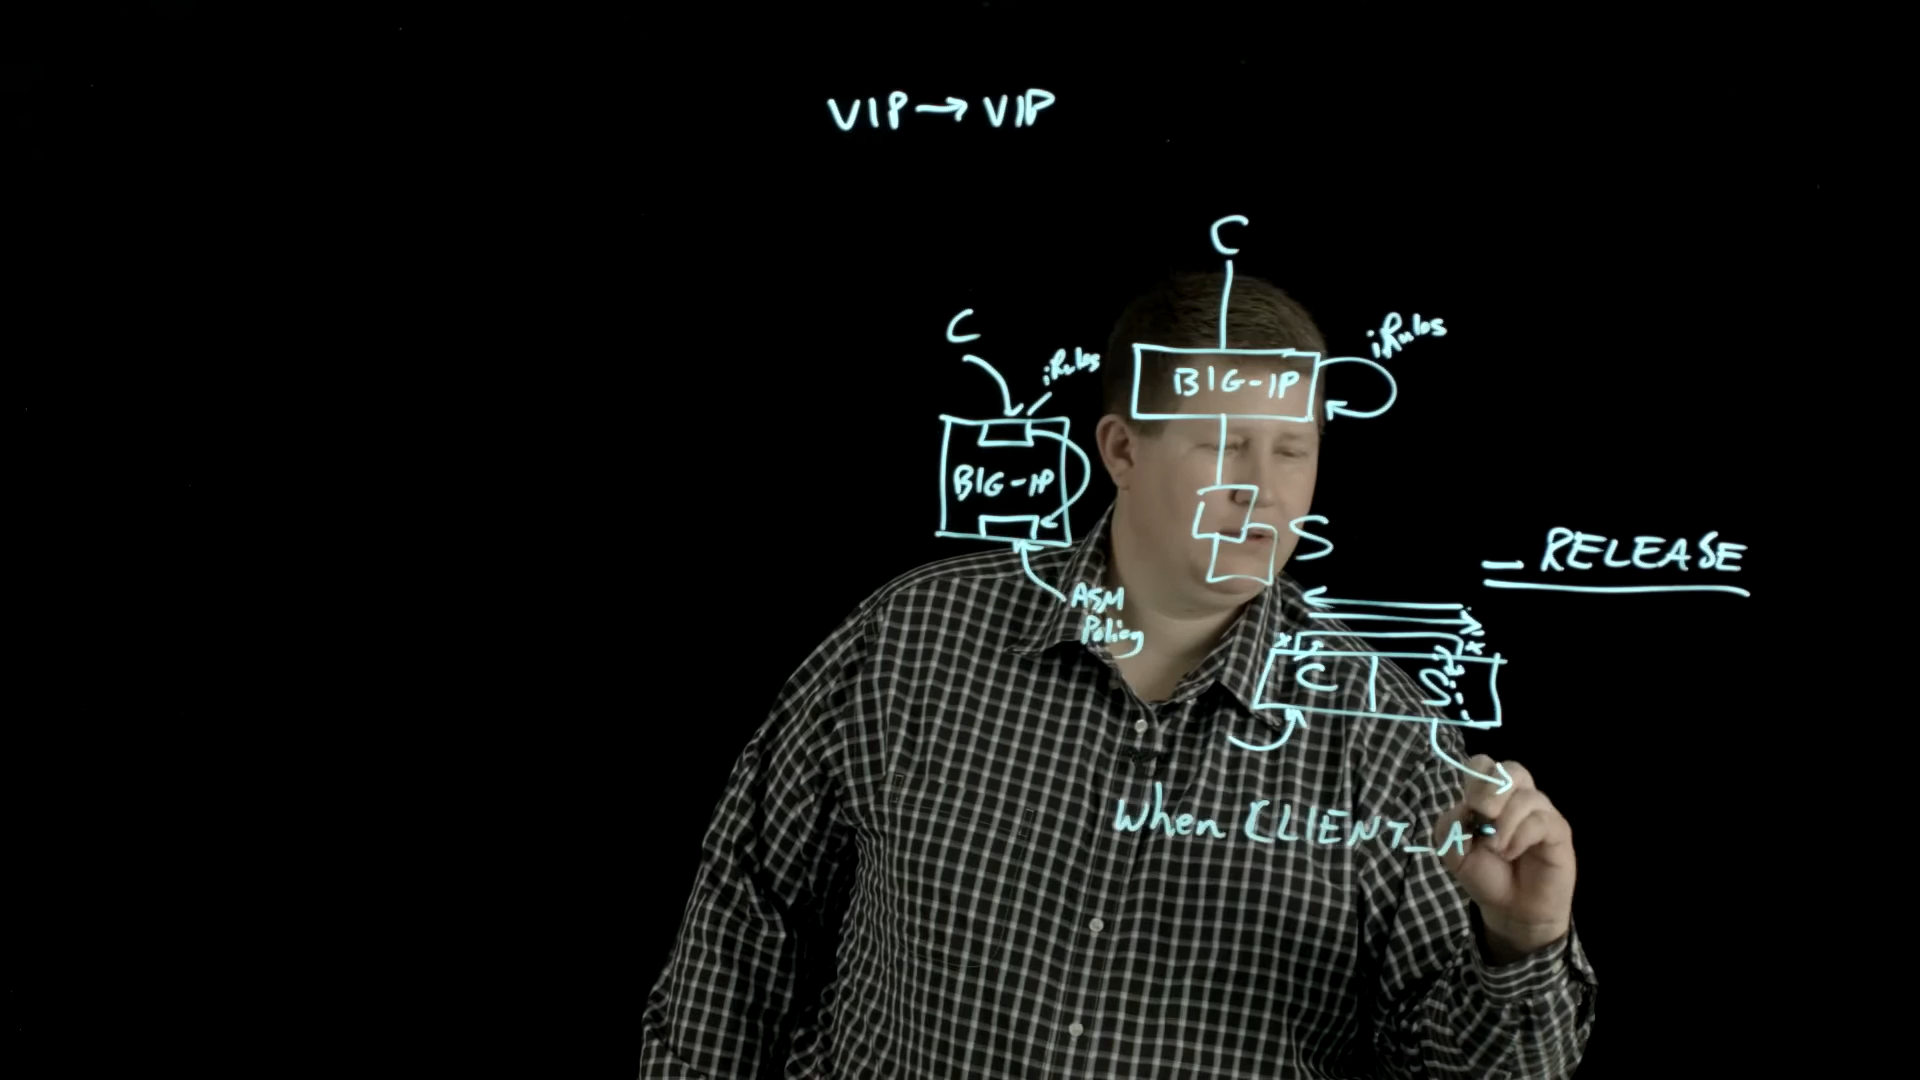 VIP → VIP
C
C
iRules
iRules
BIG-IP
BIG-IP
S
_ RELEASE
ASM
Policy
x x
C S
When CLIENT_A